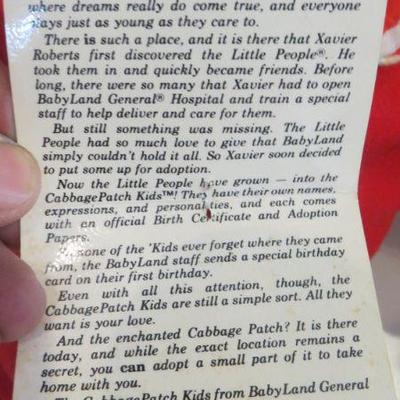 where dreams really do come true, and everyone
stays just as young as they care to.
There is such a place, and it is there that Xavier
Roberts first discovered the Little People®. He
took them in and quickly became friends. Before
long, there were so many that Xavier had to open
BabyLand General® Hospital and train a special
staff to help deliver and care for them.
But still something was missing. The Little
People had so much love to give that BabyLand
simply couldn't hold it all. So Xavier soon decided
to put some up for adoption.
Now the Little People have grown — into the
CabbagePatch Kids™! They have their own names,
expressions, and personalities, and each comes
with an official Birth Certificate and Adoption
Papers.
none of the 'Kids ever forget where they came
from, the BabyLand staff sends a special birthday
card on their first birthday.
Even with all this attention, though, the
CabbagePatch Kids are still a simple sort. All they
want is your love.
And the enchanted Cabbage Patch? It is there
today, and while the exact location remains a
secret, you can adopt a small part of it to take
home with you.
The CabbagePatch Kids from BabyLand General